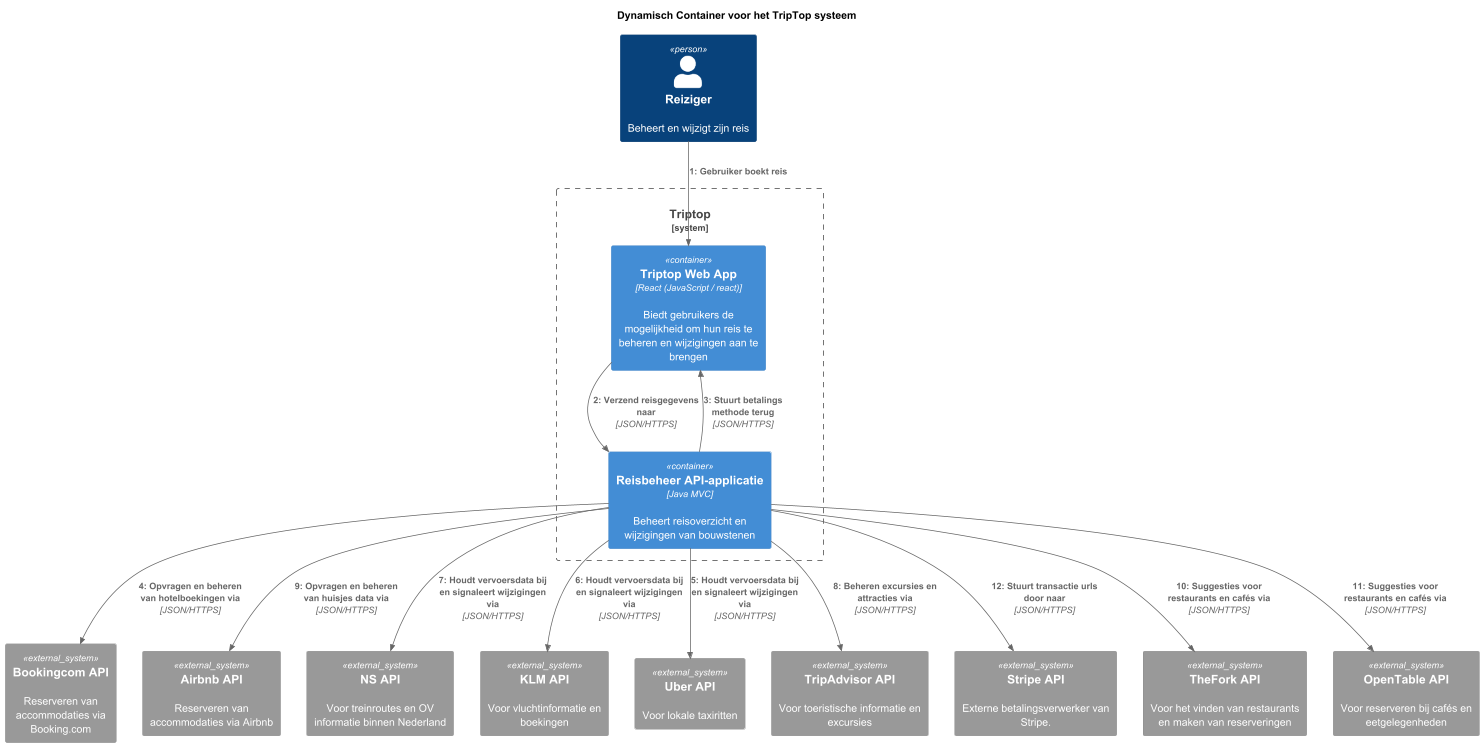 Dynamisch Container voor het TripTop systeem
«person»
Reiziger
Beheert en wijzigt zijn reis
1: Gebruiker boekt reis
Triptop
[system]
«container»
Triptop Web App
[React (JavaScript / react)]
Biedt gebruikers de
mogelijkheid om hun reis te
beheren en wijzigingen aan te
brengen
2: Verzend reisgegevens
naar
[JSON/HTTPS]
3: Stuurt betalings
methode terug
[JSON/HTTPS]
«container»
Reisbeheer API-applicatie
[Java MVC]
Beheert reisoverzicht en
wijzigingen van bouwstenen
4: Opvragen en beheren
van hotelboekingen via
[JSON/HTTPS]
9: Opvragen en beheren
van huisjes data via
[JSON/HTTPS]
7: Houdt vervoersdata bij
en signaleert wijzigingen
via
[JSON/HTTPS]
6: Houdt vervoersdata bij
en signaleert wijzigingen
via
[JSON/HTTPS]
5: Houdt vervoersdata bij
en signaleert wijzigingen
via
[JSON/HTTPS]
8: Beheren excursies en
attracties via
[JSON/HTTPS]
12: Stuurt transactie urls
door naar
[JSON/HTTPS]
10: Suggesties voor
restaurants en cafés via
[JSON/HTTPS]
11: Suggesties voor
restaurants en cafés via
[JSON/HTTPS]
«external_system»
Bookingcom API
Reserveren van
accommodaties via
Booking.com
«external_system»
Airbnb API
Reserveren van
accommodaties via Airbnb
«external_system»
NS API
Voor treinroutes en OV
informatie binnen Nederland
«external_system»
KLM API
Voor vluchtinformatie en
boekingen
«external_system»
Uber API
Voor lokale taxiritten
«external_system»
TripAdvisor API
Voor toeristische informatie en
excursies
«external_system»
Stripe API
Externe betalingsverwerker van
Stripe.
«external_system»
TheFork API
Voor het vinden van restaurants
en maken van reserveringen
«external_system»
OpenTable API
Voor reserveren bij cafés en
eetgelegenheden